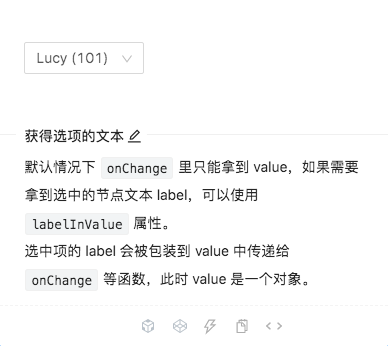 Lucy (101)
获得选项的文本
默认情况下 onChange 里只能拿到 value，如果需要
拿到选中的节点文本 label，可以使用
labelInValue 属性。
选中项的 label 会被包装到 value 中传递给
onChange 等函数，此时 value 是一个对象。